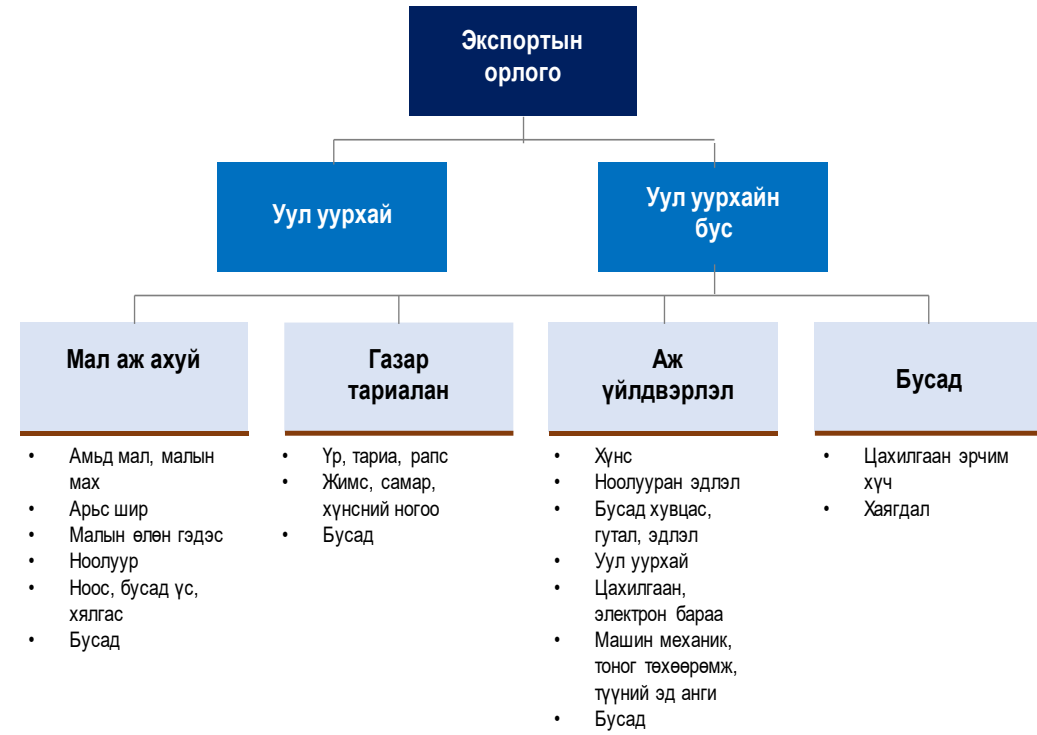 Экспортын
орлого
Уул уурхай
Уул уурхайн
бус
Мал аж ахуй
Газар
тариалан
Аж
үйлдвэрлэл
Бусад
• Амьд мал, малын
мах
• Арьс шир
• Малын өлөн гэдэс
• Ноолуур
• Ноос, бусад үс,
хялгас
• Бусад
• Үр, тариа, рапс
• Жимс, самар,
хүнсний ногоо
• Бусад
• Хүнс
• Ноолууран эдлэл
• Бусад хувцас,
гутал, эдлэл
• Уул уурхай
• Цахилгаан,
электрон бараа
• Машин механик,
тоног төхөөрөмж,
түүний эд анги
• Бусад
• Цахилгаан эрчим
хүч
• Хаягдал